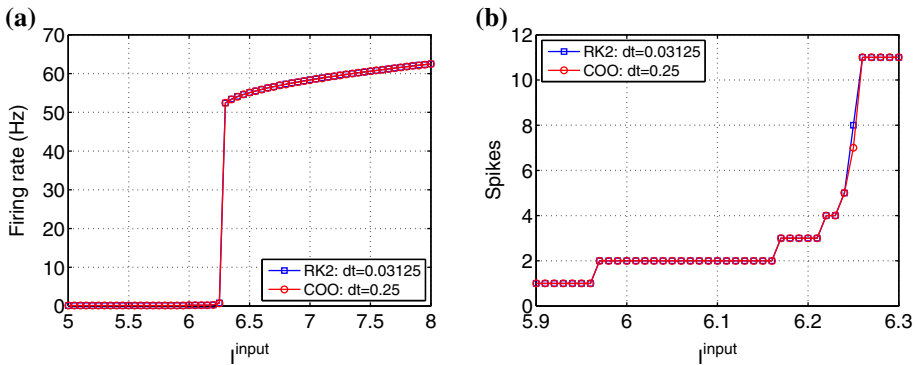 (a)
Firing rate (Hz)
70
60
50
40
30
20
10
0
RK2: dt=0.03125
COO: dt=0.25
5
5.5
6
6.5
7
7.5
8
I^input
(b)
Spikes
12
10
8
6
4
2
0
RK2: dt=0.03125
COO: dt=0.25
5.9
6
6.1
6.2
6.3
I^input